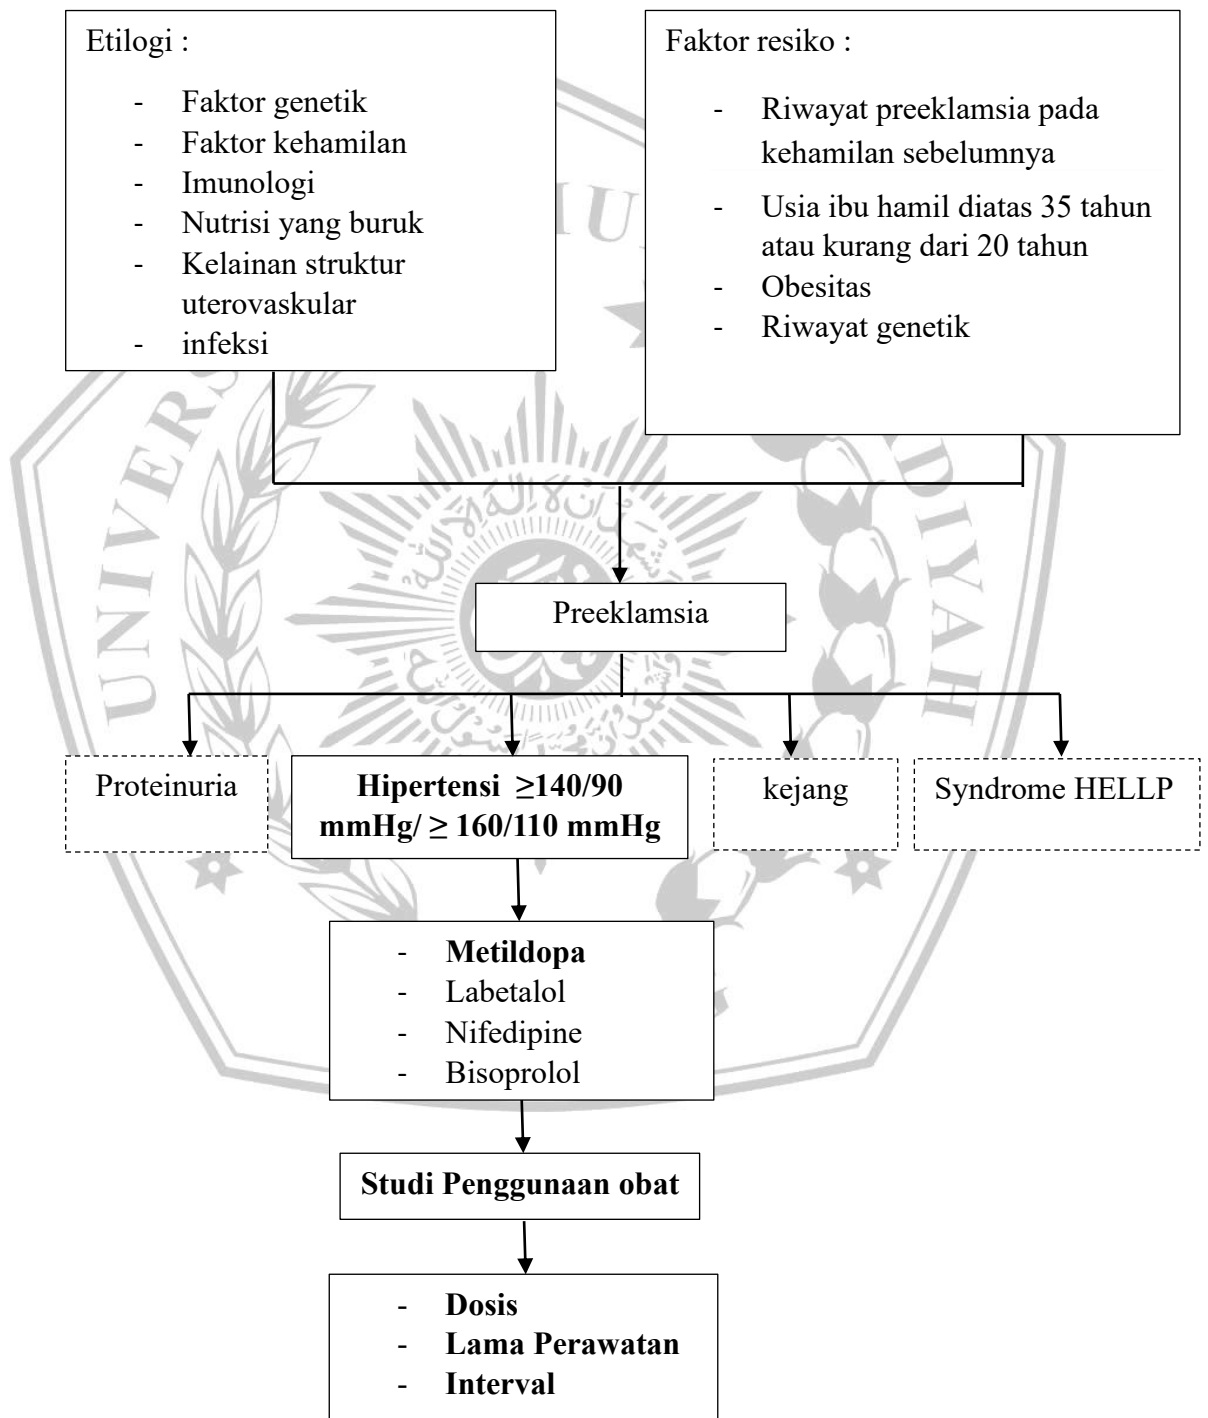 Etilogi :
- Faktor genetik
- Faktor kehamilan
- Imunologi
- Nutrisi yang buruk
- Kelainan struktur
uterovaskular
- infeksi
Faktor resiko :
- Riwayat preeklamsia pada
kehamilan sebelumnya
- Usia ibu hamil diatas 35 tahun
atau kurang dari 20 tahun
- Obesitas
- Riwayat genetik
Preeklamsia
Proteinuria
Hipertensi ≥140/90
mmHg/ ≥ 160/110 mmHg
kejang
Syndrome HELLP
- Metildopa
- Labetalol
- Nifedipine
- Bisoprolol
Studi Penggunaan obat
- Dosis
- Lama Perawatan
- Interval